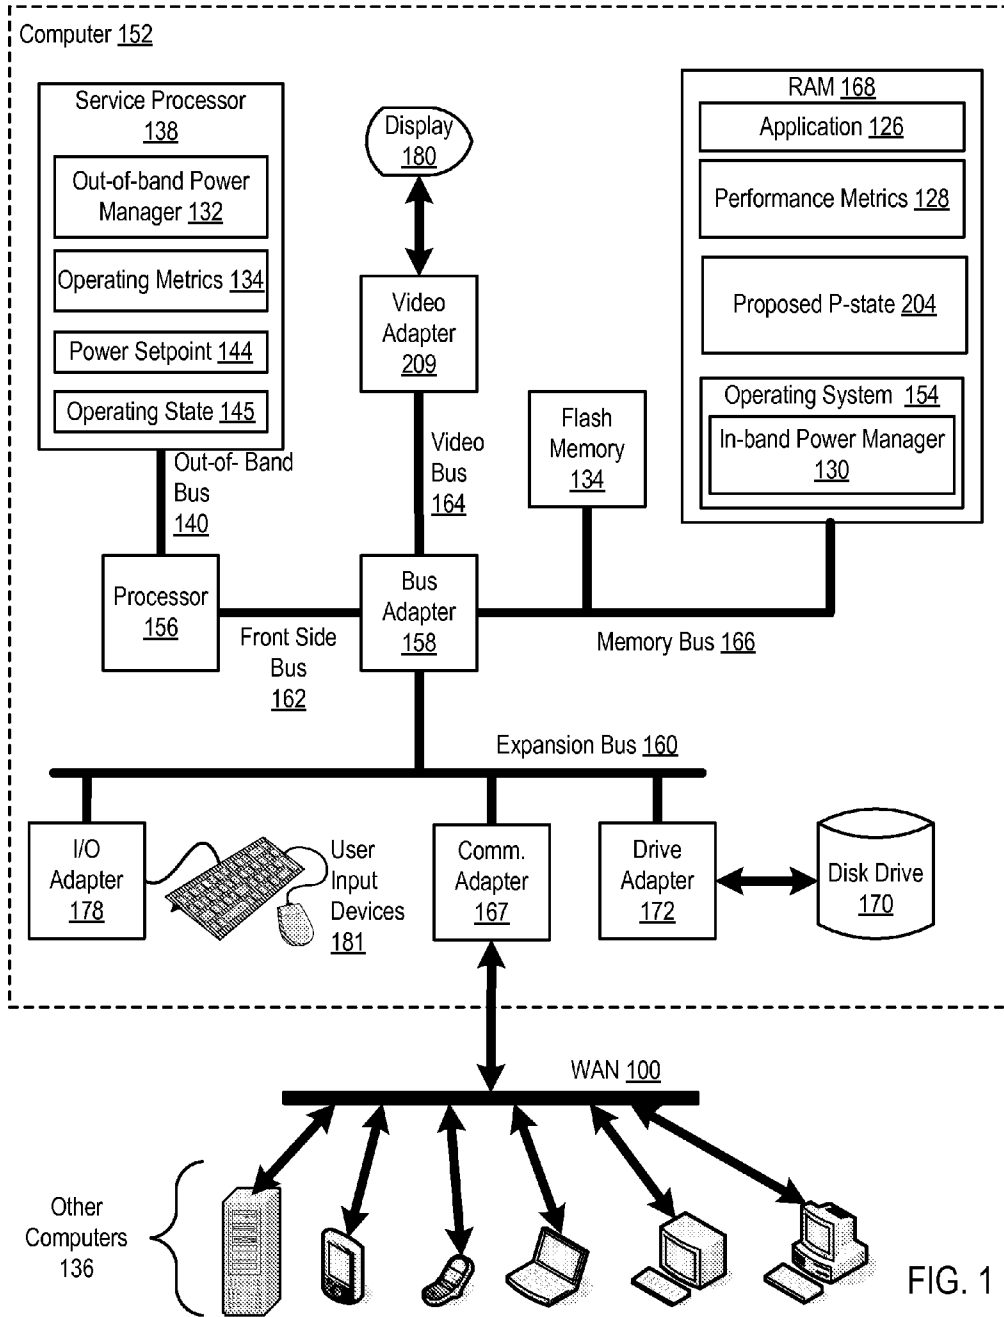 Computer 152
Service Processor
138
Out-of-band Power
Manager 132
Operating Metrics 134
Power Setpoint 144
Operating State 145
Out-of- Band
Bus
140
Display
180
Video
Adapter
209
Video
Bus
164
Flash
Memory
134
RAM 168
Application 126
Performance Metrics 128
Proposed P-state 204
Operating System 154
In-band Power Manager
130
Processor
156
Front Side
Bus
162
Bus
Adapter
158
Memory Bus 166
Expansion Bus 160
I/O
Adapter
178
User
Input
Devices
181
Comm.
Adapter
167
Drive
Adapter
172
Disk Drive
170
WAN 100
Other
Computers
136
FIG. 1